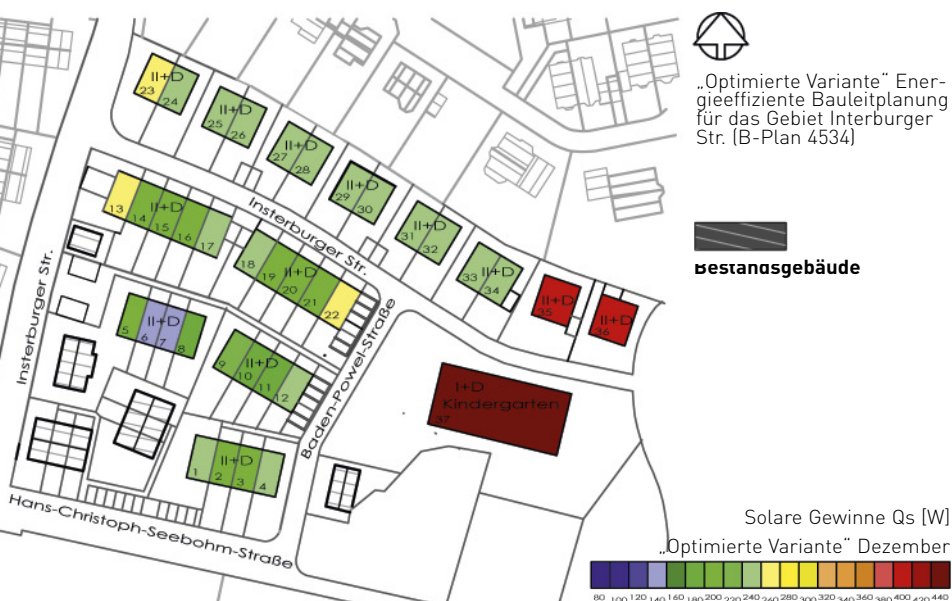 „Optimierte Variante“ Ener-
gieeffiziente Bauleitplanung
für das Gebiet Interburger
Str. (B-Plan 4534)
Bestandsgebäude
II+D
23
24
II+D
25
26
II+D
27
28
II+D
29
30
II+D
31
32
II+D
33
34
II+D
35
II+D
36
Insterburger Str.
II+D
13
14
15
16
17
II+D
18
19
20
21
22
Insterburger Str.
II+D
5
6
7
8
II+D
9
10
11
12
Baden-Powel-Straße
I+D
Kindergarten
37
II+D
1
2
3
4
Hans-Christoph-Seebohm-Straße
Solare Gewinne Qs [W]
„Optimierte Variante“ Dezember
80 100 120 140 160 180 200 220 240 260 280 300 320 340 360 380 400 420 440